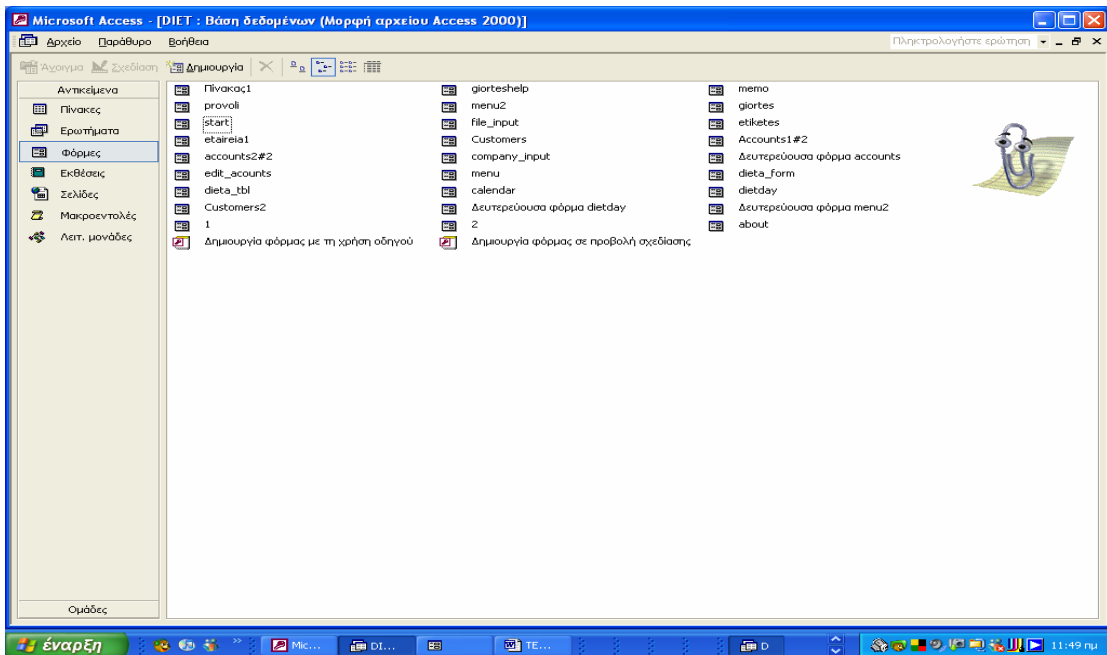 Microsoft Access - [DIET : Βάση δεδομένων (Μορφή αρχείου Access 2000)]
Αρχείο Παράθυρο Βοήθεια Πληκτρολογήστε ερώτηση
Άνοιγμα Σχεδίαση Δημιουργία
Αντικείμενα
Πίνακες
Ερωτήματα
Φόρμες
Εκθέσεις
Σελίδες
Μακροεντολές
Λειτ. μονάδες
Ομάδες
Πίνακας1 giorteshelp memo
provoli menu2 giortes
start file_input etiketes
etaireia1 Customers Accounts1#2
accounts2#2 company_input Δευτερεύουσα φόρμα accounts
edit_acounts menu dieta_form
dieta_tbl calendar dietday
Customers2 Δευτερεύουσα φόρμα dietday Δευτερεύουσα φόρμα menu2
1 2 about
Δημιουργία φόρμας με τη χρήση οδηγού Δημιουργία φόρμας σε προβολή σχεδίασης
έναρξη Mic... DI... TE... D 11:49 πμ